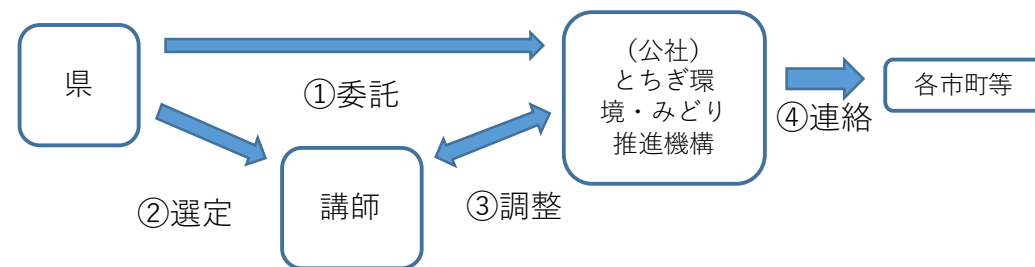 県
①委託
(公社)
とちぎ環
境・みどり
推進機構
④連絡
各市町等
②選定
講師
③調整